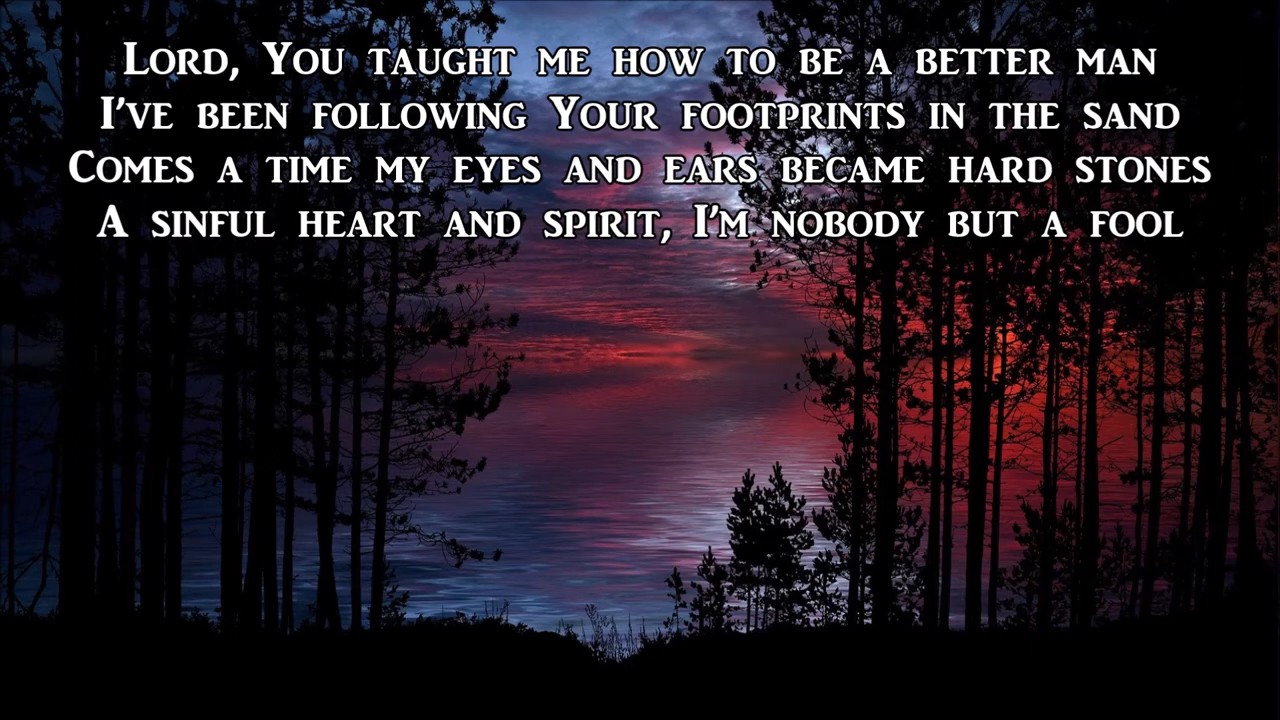 Lord, You taught me how to be a better man
I've been following Your footprints in the sand
Comes a time my eyes and ears became hard stones
A sinful heart and spirit, I'm nobody but a fool